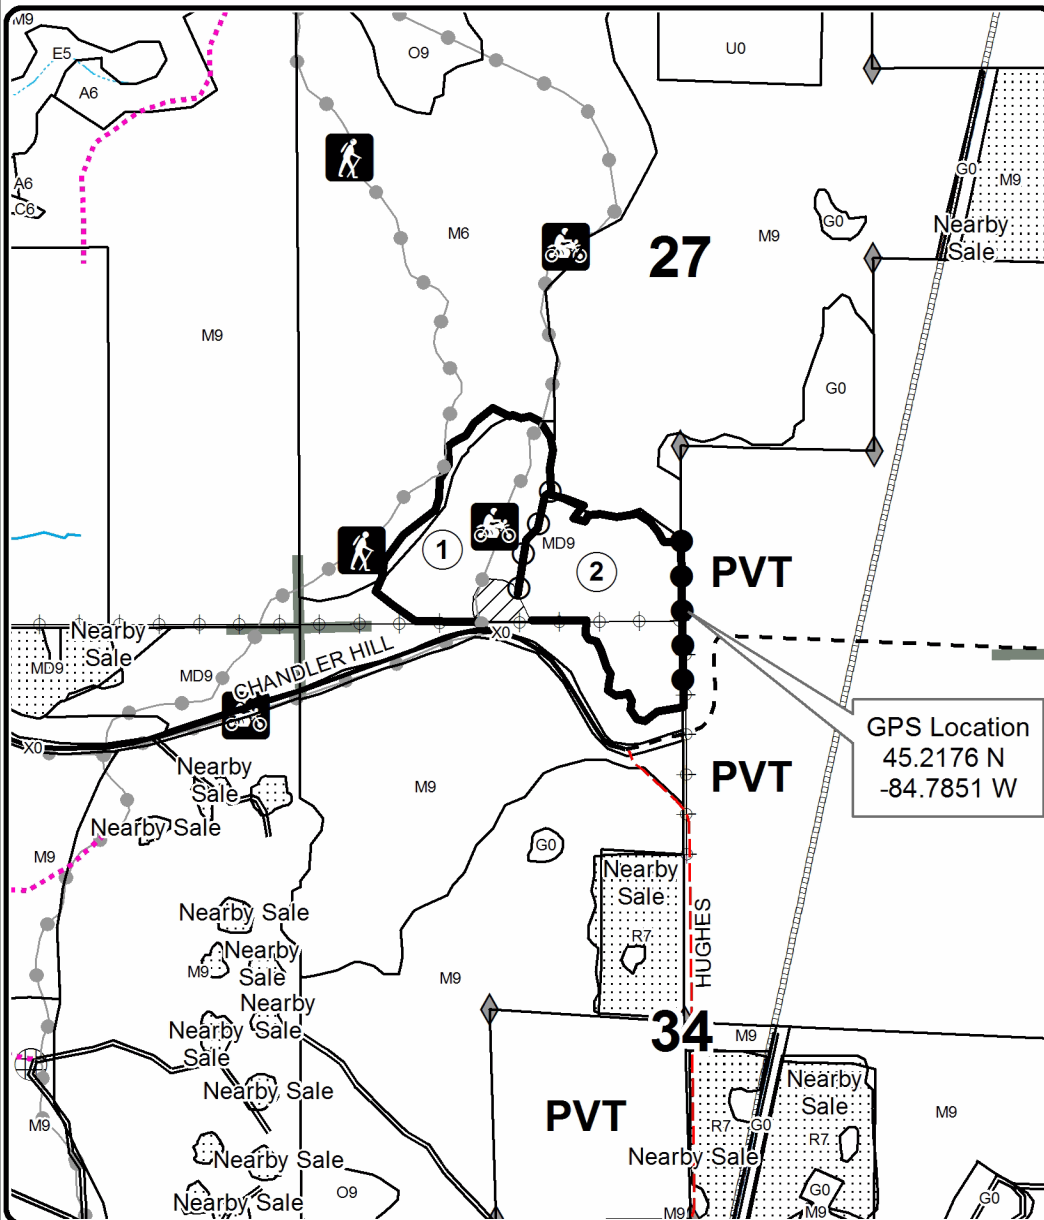 M9
E5
A6
A6
C6
O9
U0
G0
M9
Nearby
Sale
M6
27
M9
G0
M9
G0
1
MD9
2
PVT
Nearby
Sale
MD9
MD9
CHANDLER HILL
X0
X0
GPS Location
45.2176 N
-84.7851 W
PVT
Nearby
Sale
Nearby Sale
M9
M9
G0
Nearby
Sale
R7
HUGHES
Nearby Sale
M9
Nearby
Sale
Nearby
Sale
Nearby
Sale
M9
34
M9
Nearby Sale
M9
PVT
Nearby
Sale
R7
G0
R7
M9
Nearby Sale
Nearby Sale
Nearby Sale
O9
M9
G0
M9
G0